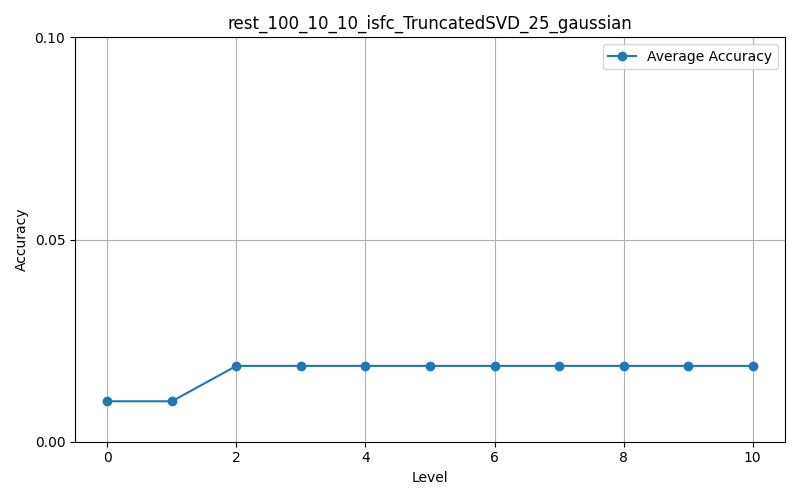 rest_100_10_10_isfc_TruncatedSVD_25_gaussian
Average Accuracy
0.10
0.05
0.00
Accuracy
0 2 4 6 8 10
Level